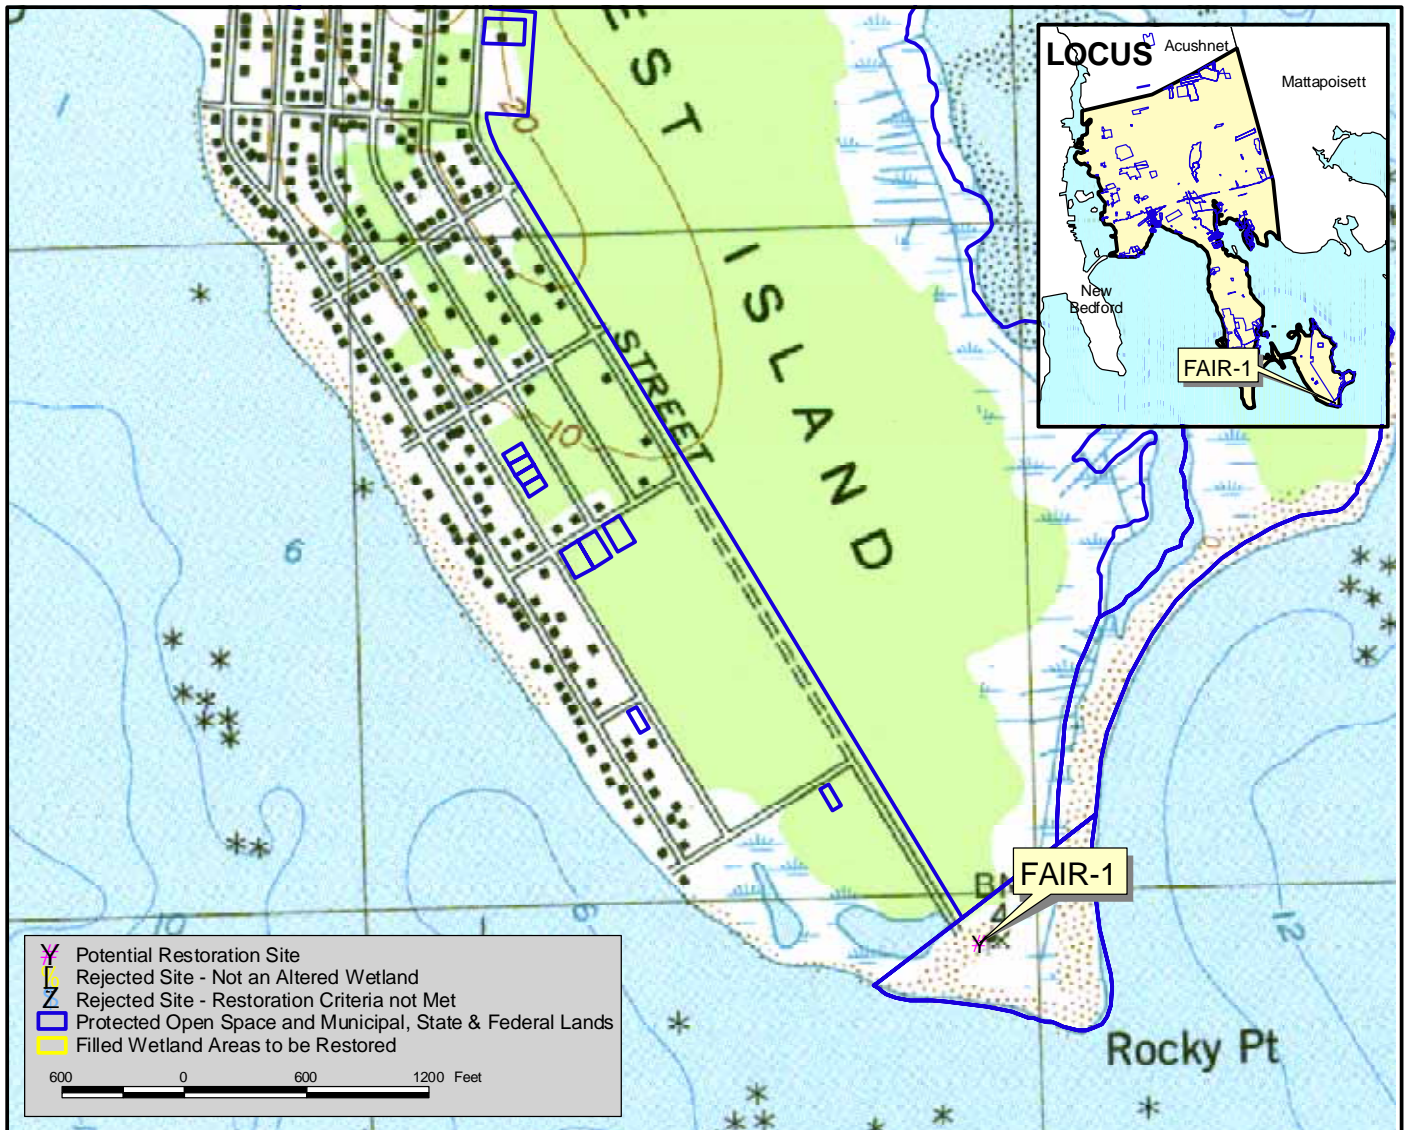 EST
ISLAND
STREET
20
10
6
6
10
12
0
LOCUS
Acushnet
Mattapoisett
New
Bedford
FAIR-1
FAIR-1
Rocky Pt
Potential Restoration Site
Rejected Site - Not an Altered Wetland
Rejected Site - Restoration Criteria not Met
Protected Open Space and Municipal, State & Federal Lands
Filled Wetland Areas to be Restored
600 0 600 1200 Feet